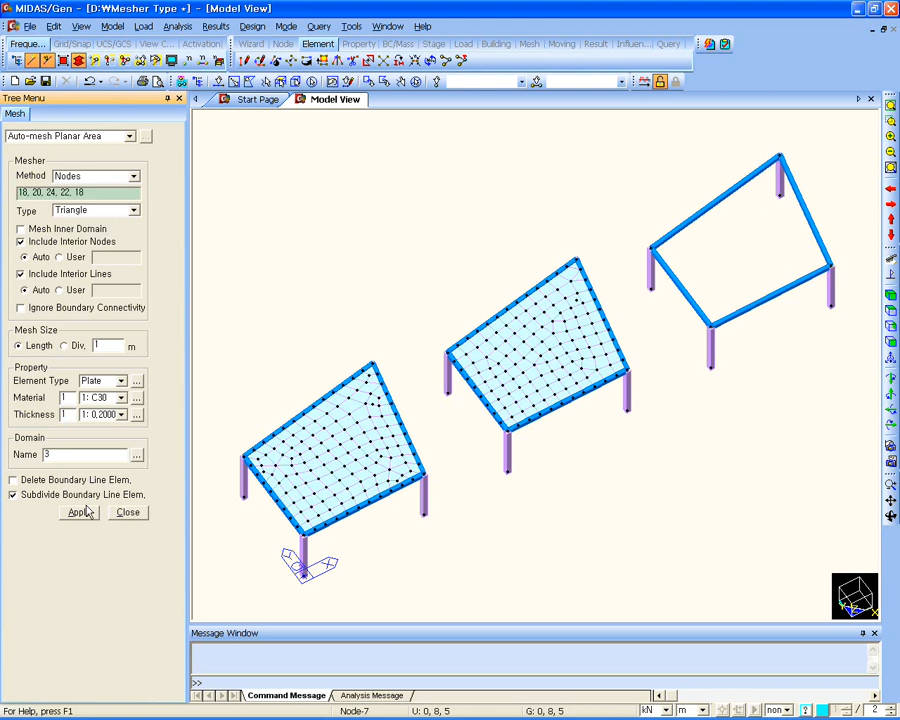 MIDAS/Gen - [D:\Mesher Type +] - [Model View]
File Edit View Model Load Analysis Results Design Mode Query Tools Window Help
Freque... Grid/Snap UCS/GCS View C... Activation Wizard Node Element Property BC/Mass Stage Load Building Mesh Moving Result Influen... Query
Tree Menu
Start Page Model View
Mesh
Auto-mesh Planar Area
Mesher
Method Nodes
18, 20, 24, 22, 18
Type Triangle
Mesh Inner Domain
Include Interior Nodes
Auto User
Include Interior Lines
Auto User
Ignore Boundary Connectivity
Mesh Size
Length Div, 1 m
Property
Element Type Plate
Material 1 1: C30
Thickness 1 1: 0,2000
Domain
Name 3
Delete Boundary Line Elem,
Subdivide Boundary Line Elem,
Apply Close
X
Message Window
>>
Command Message Analysis Message
For Help, press F1 Node-7 U: 0, 8, 5 G: 0, 8, 5 kN m non 1 / 2